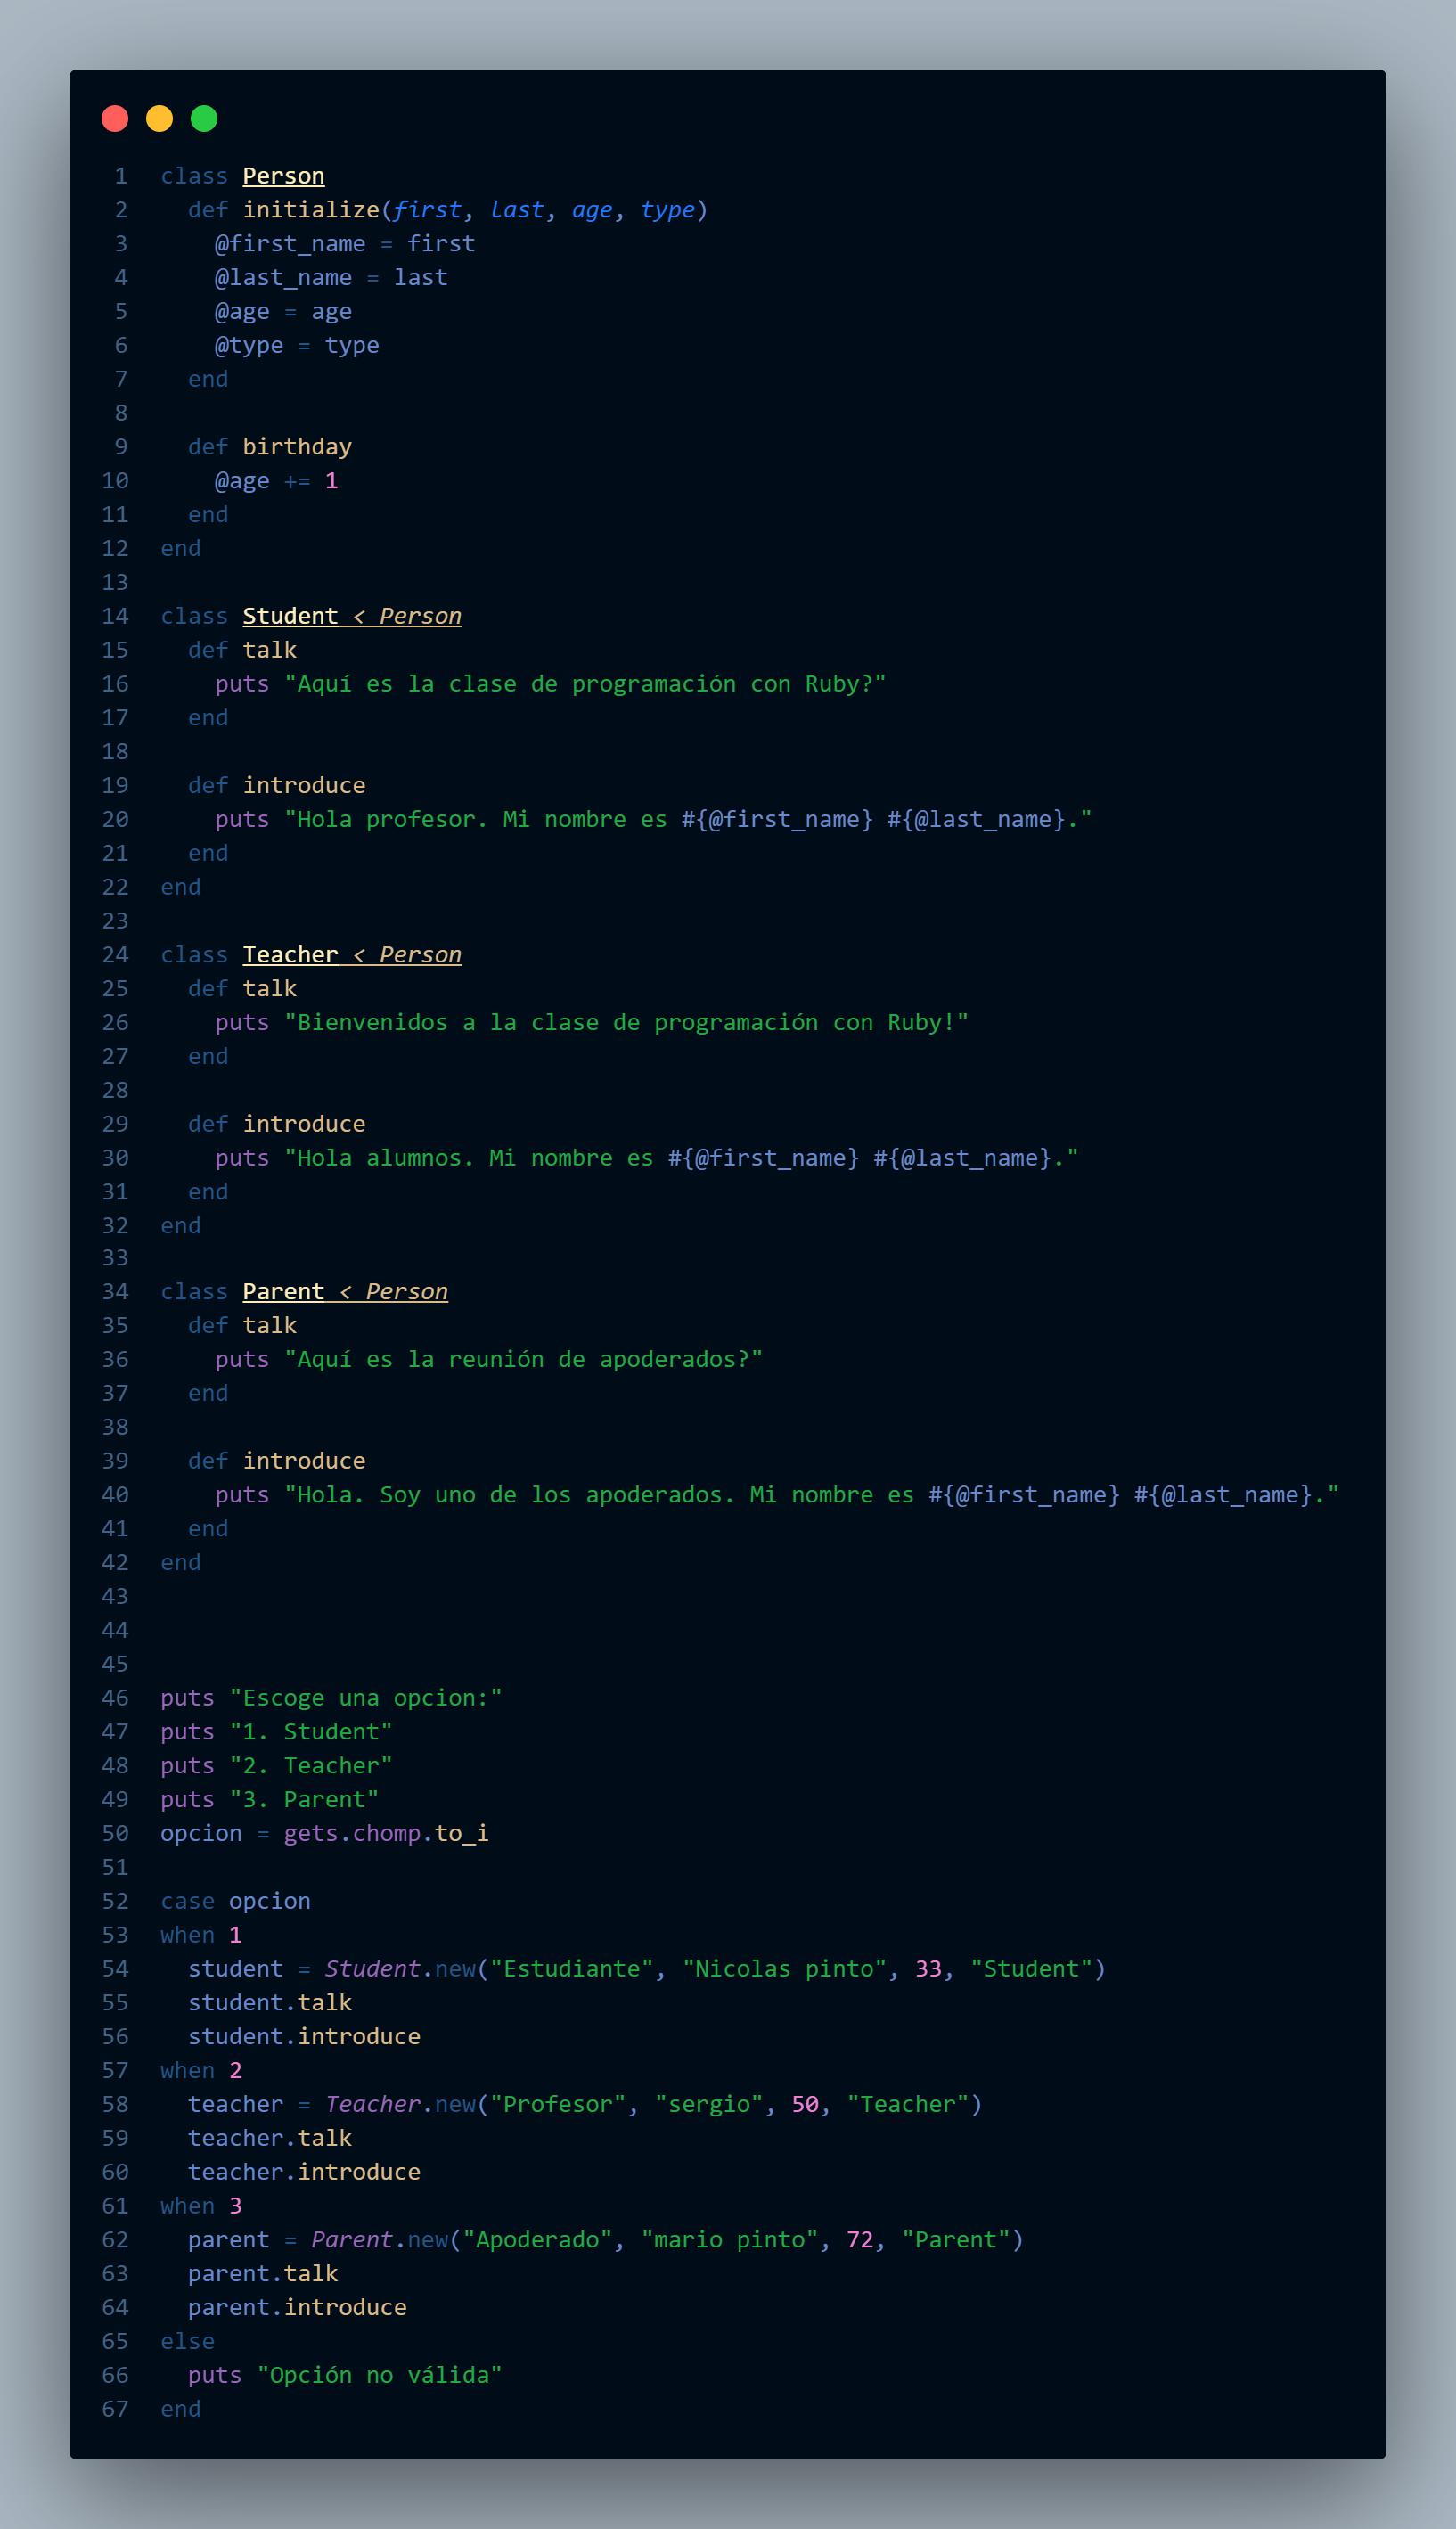 1 class Person
2   def initialize(first, last, age, type)
3     @first_name = first
4     @last_name = last
5     @age = age
6     @type = type
7   end
8
9   def birthday
10     @age += 1
11   end
12 end
13
14 class Student < Person
15   def talk
16     puts "Aquí es la clase de programación con Ruby?"
17   end
18
19   def introduce
20     puts "Hola profesor. Mi nombre es #{@first_name} #{@last_name}."
21   end
22 end
23
24 class Teacher < Person
25   def talk
26     puts "Bienvenidos a la clase de programación con Ruby!"
27   end
28
29   def introduce
30     puts "Hola alumnos. Mi nombre es #{@first_name} #{@last_name}."
31   end
32 end
33
34 class Parent < Person
35   def talk
36     puts "Aquí es la reunión de apoderados?"
37   end
38
39   def introduce
40     puts "Hola. Soy uno de los apoderados. Mi nombre es #{@first_name} #{@last_name}."
41   end
42 end
43
44
45
46 puts "Escoge una opcion:"
47 puts "1. Student"
48 puts "2. Teacher"
49 puts "3. Parent"
50 opcion = gets.chomp.to_i
51
52 case opcion
53 when 1
54   student = Student.new("Estudiante", "Nicolas pinto", 33, "Student")
55   student.talk
56   student.introduce
57 when 2
58   teacher = Teacher.new("Profesor", "sergio", 50, "Teacher")
59   teacher.talk
60   teacher.introduce
61 when 3
62   parent = Parent.new("Apoderado", "mario pinto", 72, "Parent")
63   parent.talk
64   parent.introduce
65 else
66   puts "Opción no válida"
67 end